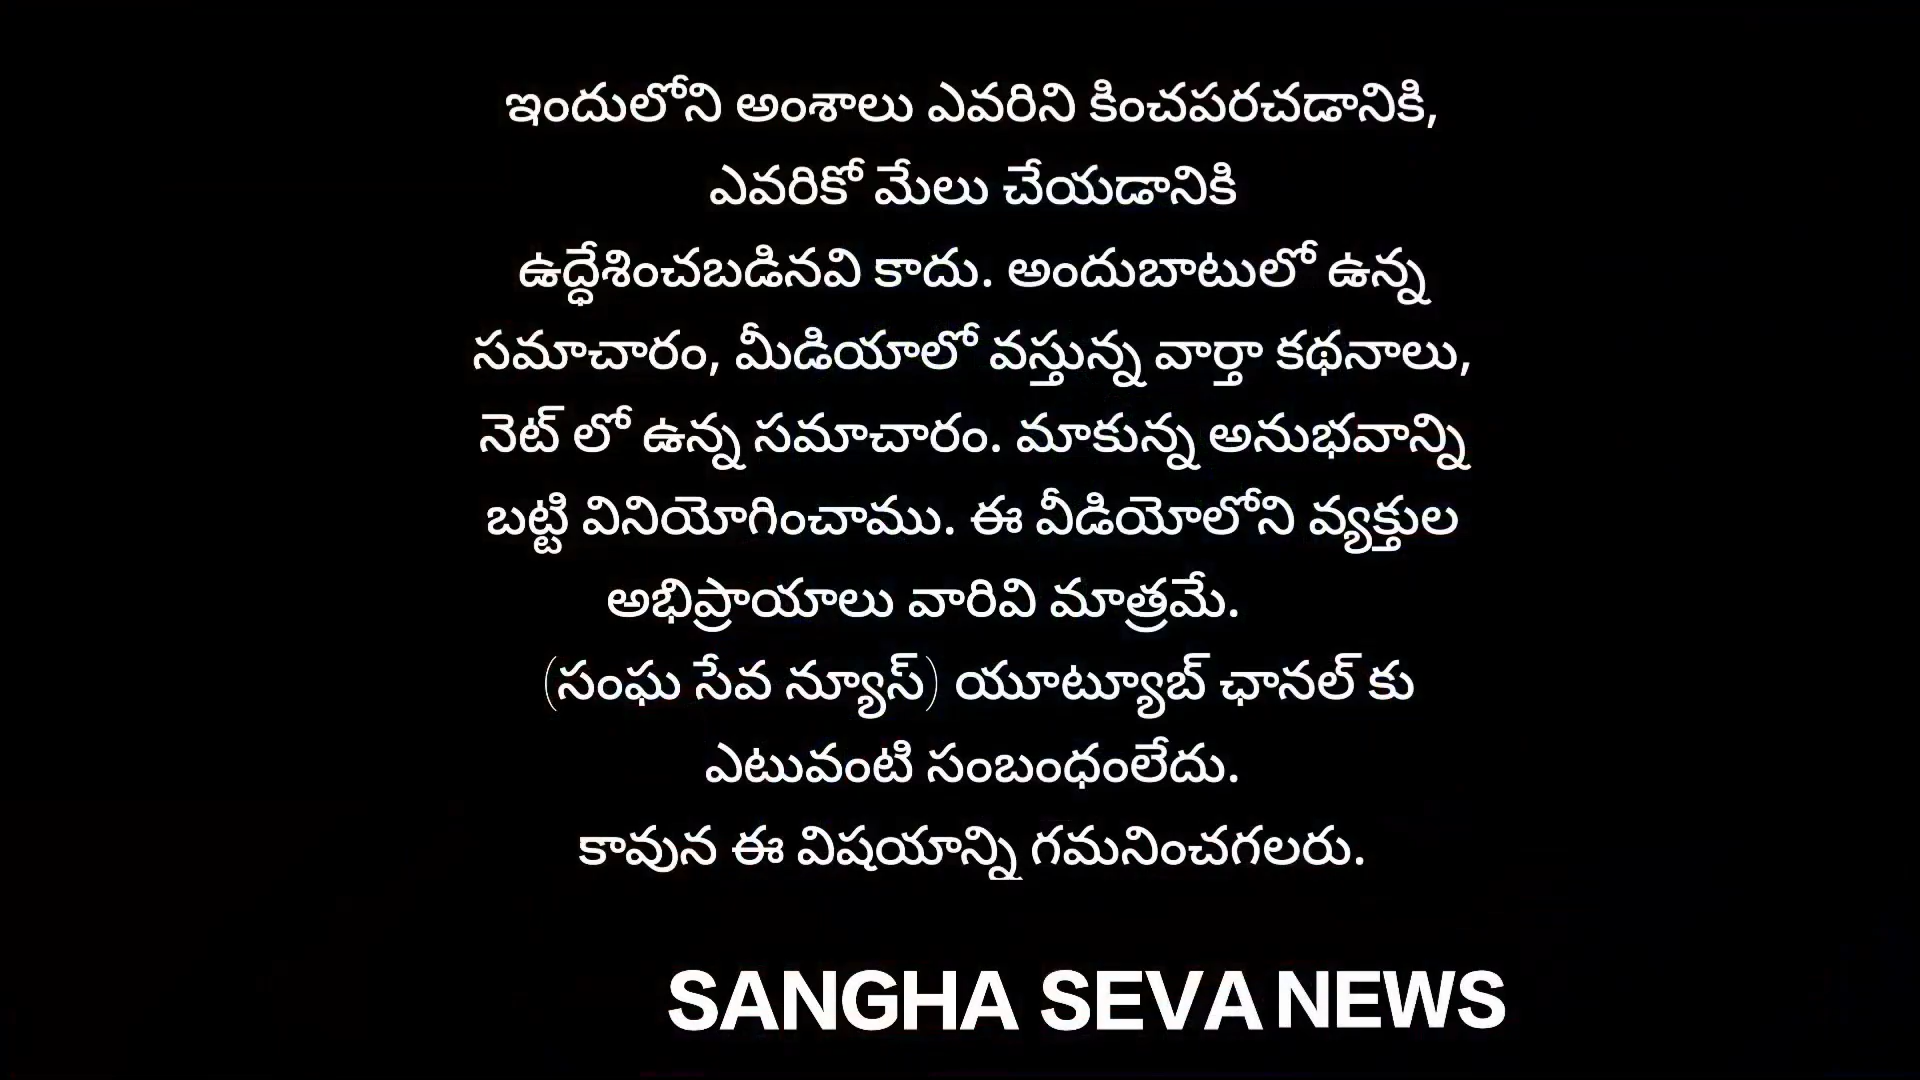 ఇందులోని అంశాలు ఎవరిని కించపరచడానికి,
ఎవరికో మేలు చేయడానికి
ఉద్ధేశించబడినవి కాదు. అందుబాటులో ఉన్న
సమాచారం, మీడియాలో వస్తున్న వార్తా కథనాలు,
నెట్ లో ఉన్న సమాచారం. మాకున్న అనుభవాన్ని
బట్టి వినియోగించాము. ఈ వీడియోలోని వ్యక్తుల
అభిప్రాయాలు వారివి మాత్రమే.
(సంఘ సేవ న్యూస్) యూట్యూబ్ ఛానల్ కు
ఎటువంటి సంబంధంలేదు.
కావున ఈ విషయాన్ని గమనించగలరు.
SANGHA SEVA NEWS